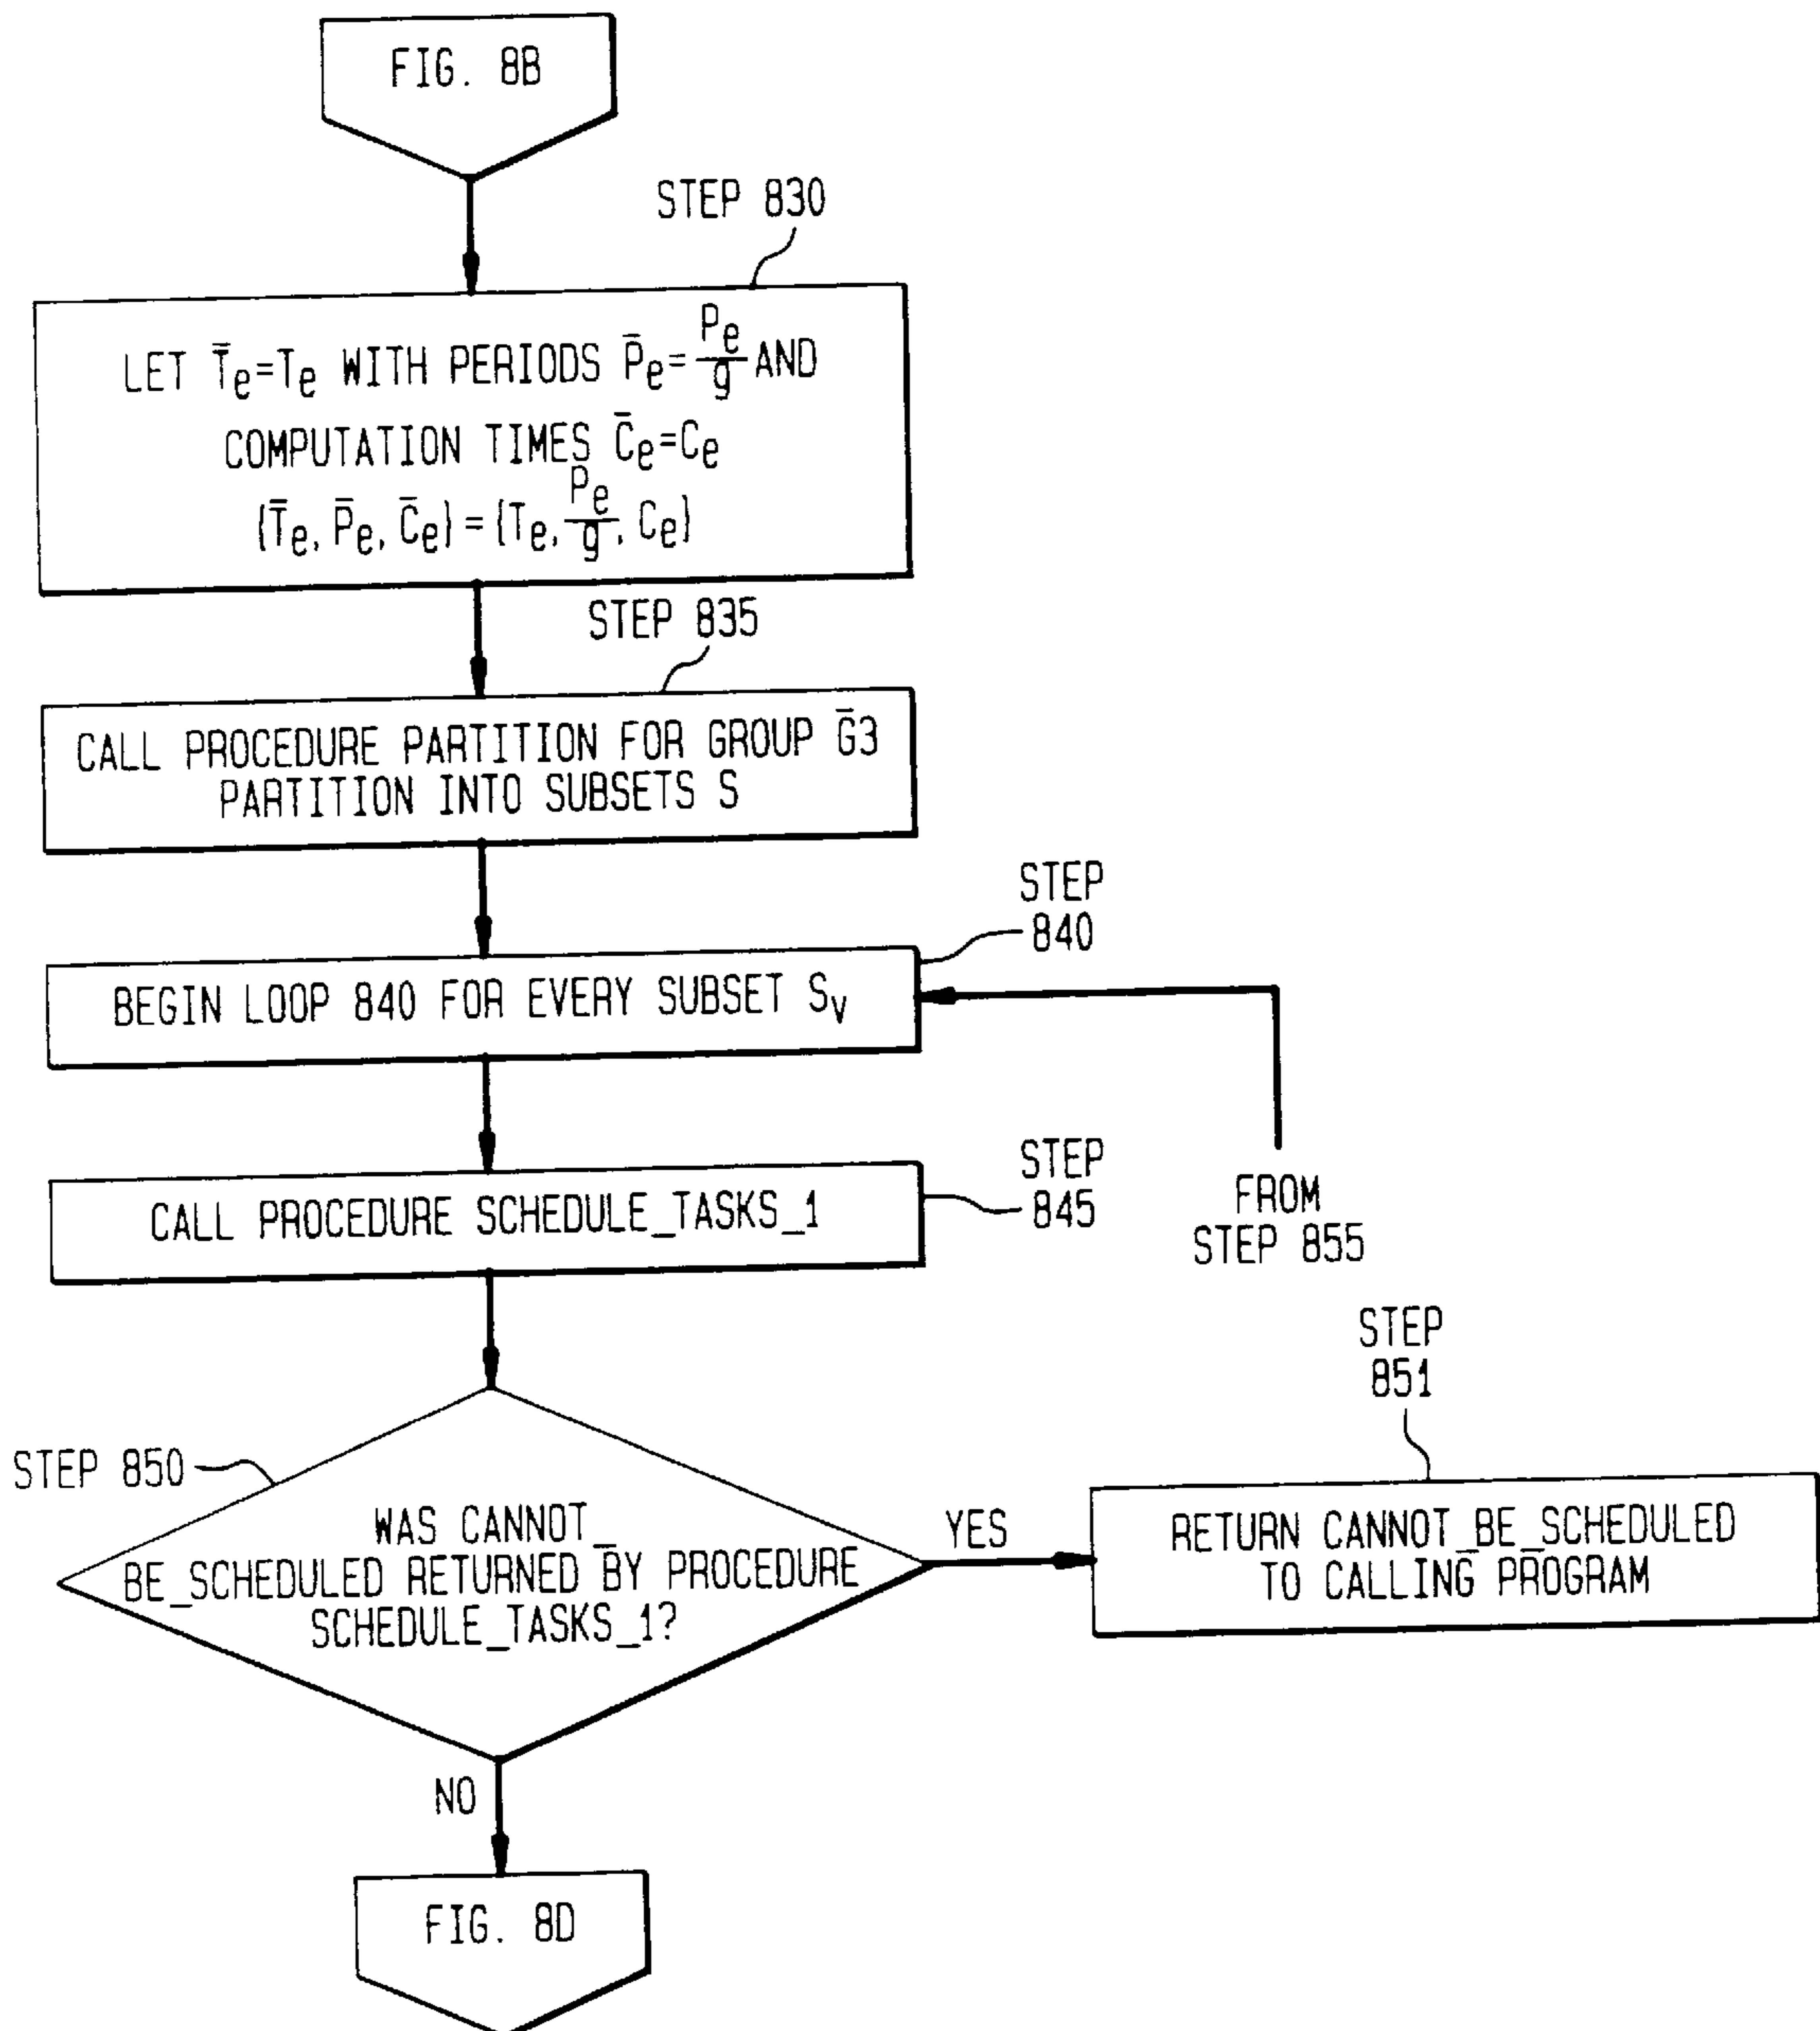 FIG. 8B
STEP 830
LET T̄e=Te WITH PERIODS P̄e=Pe/g AND
COMPUTATION TIMES C̄e=Ce
{T̄e, P̄e, C̄e} = {Te, Pe/g, Ce}
STEP 835
CALL PROCEDURE PARTITION FOR GROUP Ḡ3
PARTITION INTO SUBSETS S
STEP
840
BEGIN LOOP 840 FOR EVERY SUBSET Sv
STEP
845
CALL PROCEDURE SCHEDULE_TASKS_1
FROM
STEP 855
STEP
851
STEP 850
WAS CANNOT_
BE_SCHEDULED RETURNED BY PROCEDURE
SCHEDULE_TASKS_1?
YES
RETURN CANNOT_BE_SCHEDULED
TO CALLING PROGRAM
NO
FIG. 8D